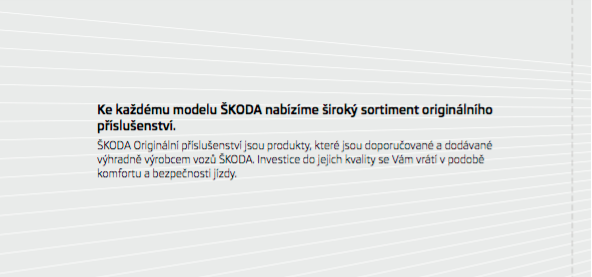 Ke každému modelu ŠKODA nabízíme široký sortiment originálního
příslušenství.
ŠKODA Originální příslušenství jsou produkty, které jsou doporučované a dodávané
výhradně výrobcem vozů ŠKODA. Investice do jejich kvality se Vám vrátí v podobě
komfortu a bezpečnosti jízdy.